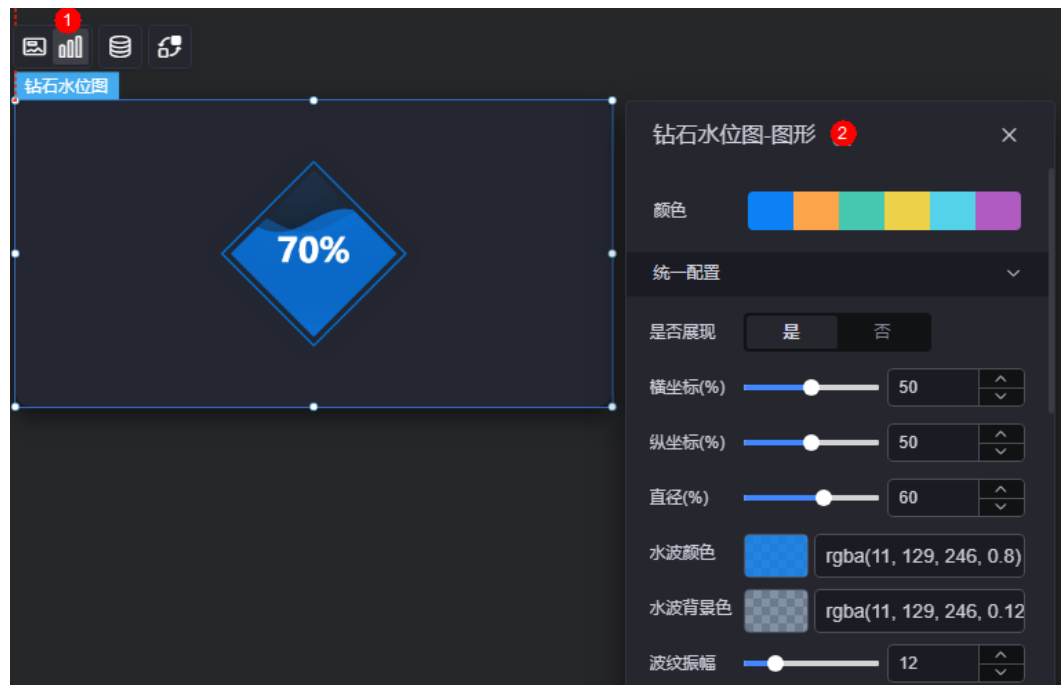 1
钻石水位图
70%
钻石水位图-图形 2
颜色
统一配置
是否展现 是 否
横坐标(%) 50
纵坐标(%) 50
直径(%) 60
水波颜色 rgba(11, 129, 246, 0.8)
水波背景色 rgba(11, 129, 246, 0.12
波纹振幅 12